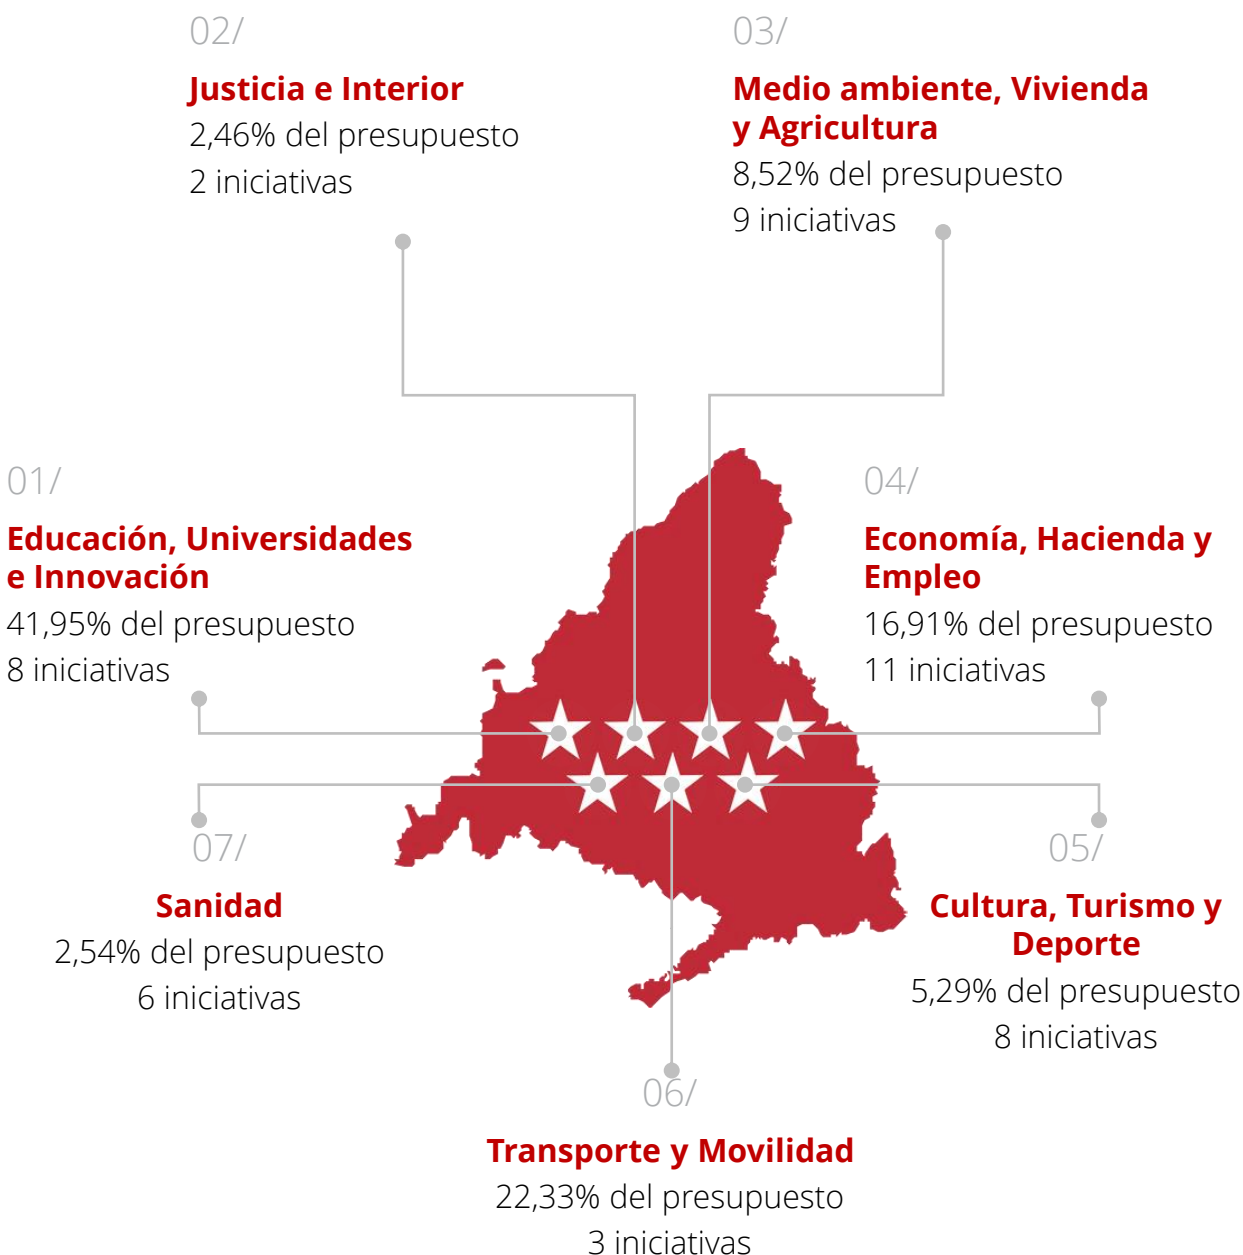 02/
Justicia e Interior
2,46% del presupuesto
2 iniciativas
03/
Medio ambiente, Vivienda
y Agricultura
8,52% del presupuesto
9 iniciativas
01/
Educación, Universidades
e Innovación
41,95% del presupuesto
8 iniciativas
04/
Economía, Hacienda y
Empleo
16,91% del presupuesto
11 iniciativas
07/
Sanidad
2,54% del presupuesto
6 iniciativas
05/
Cultura, Turismo y
Deporte
5,29% del presupuesto
8 iniciativas
06/
Transporte y Movilidad
22,33% del presupuesto
3 iniciativas